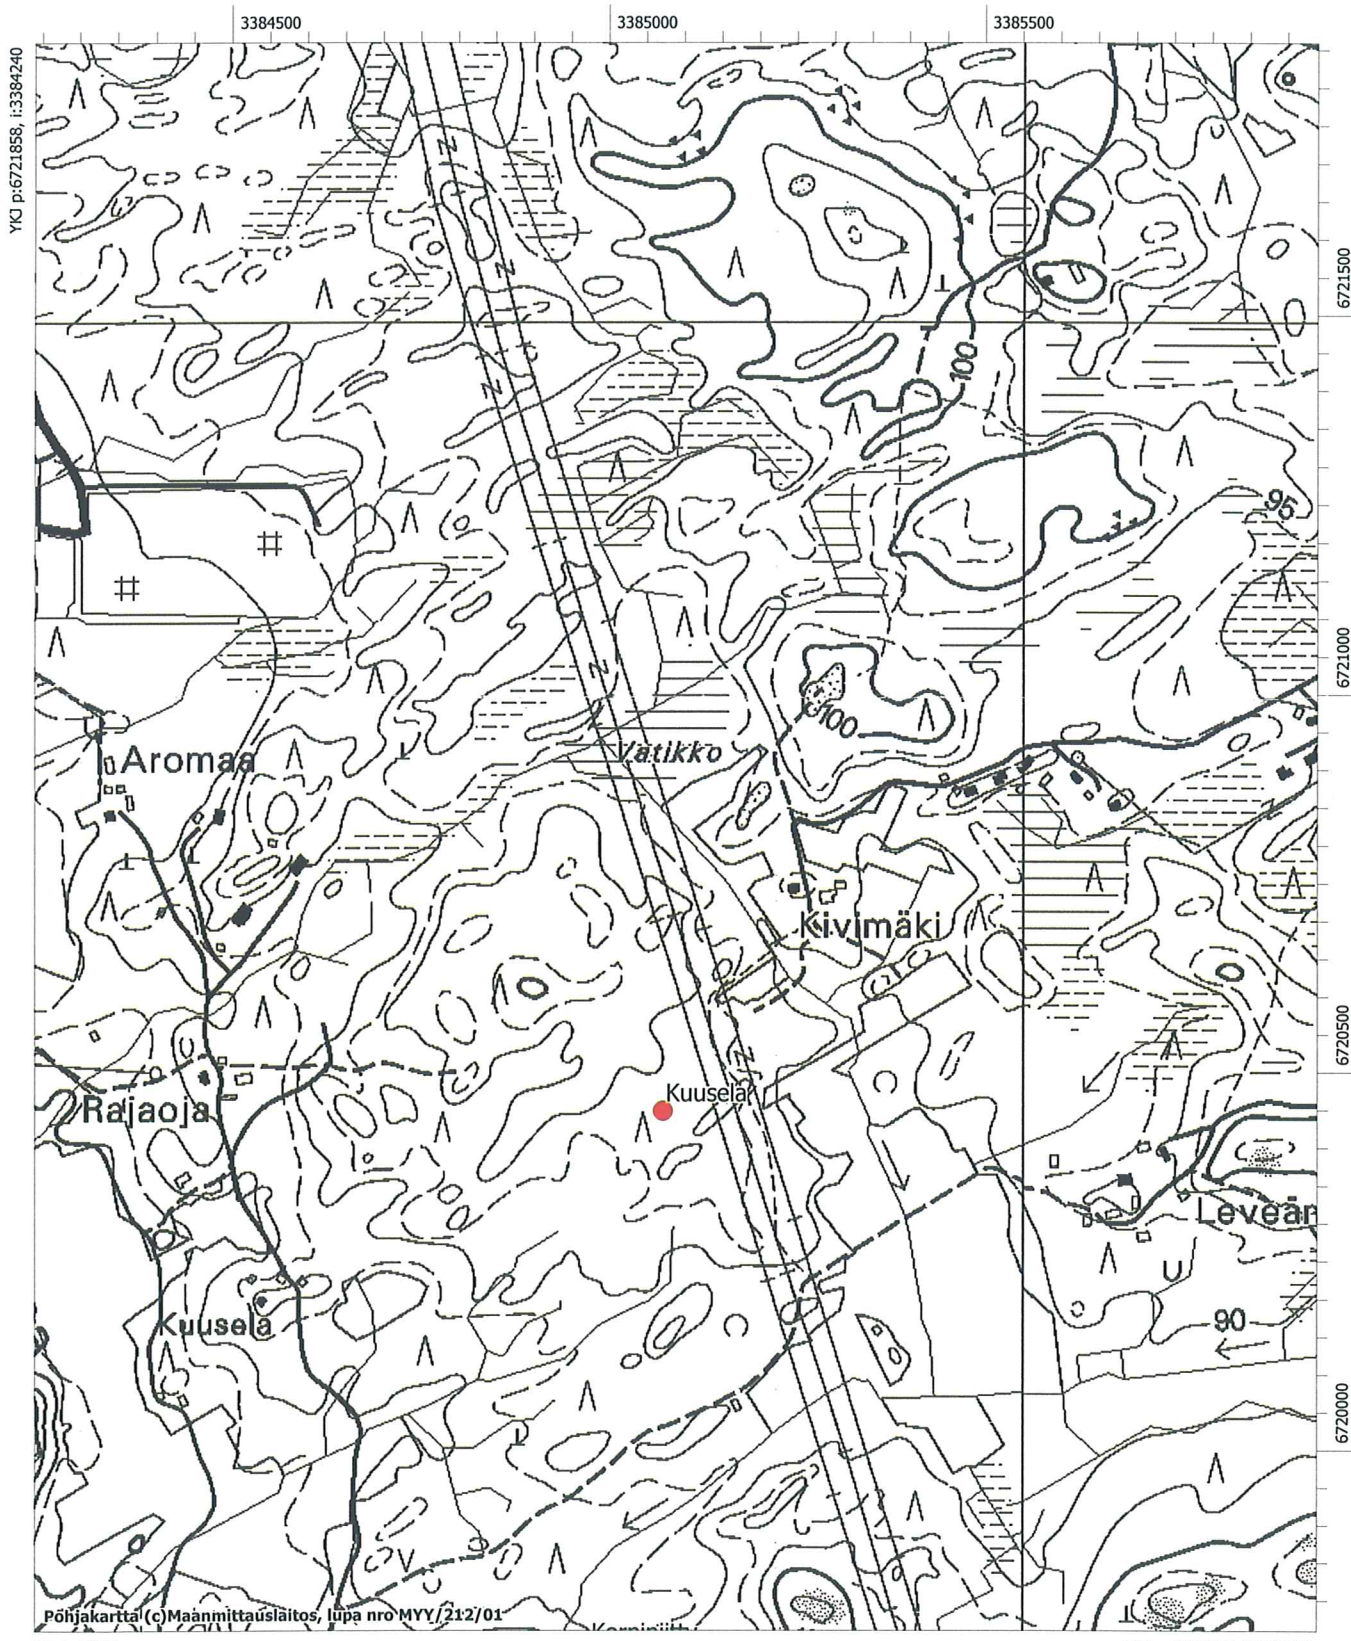 3384500
3385000
3385500
YKJ p:6721858, i:3384240
100
6721500
95
6721000
100
Vätikko
Aromaa
Kivimäki
6720500
Kuusela
Rajaoja
Leveän
U
90
Kuusela
6720000
Pohjakartta (c)Maanmittauslaitos, lupa nro MYY/212/01